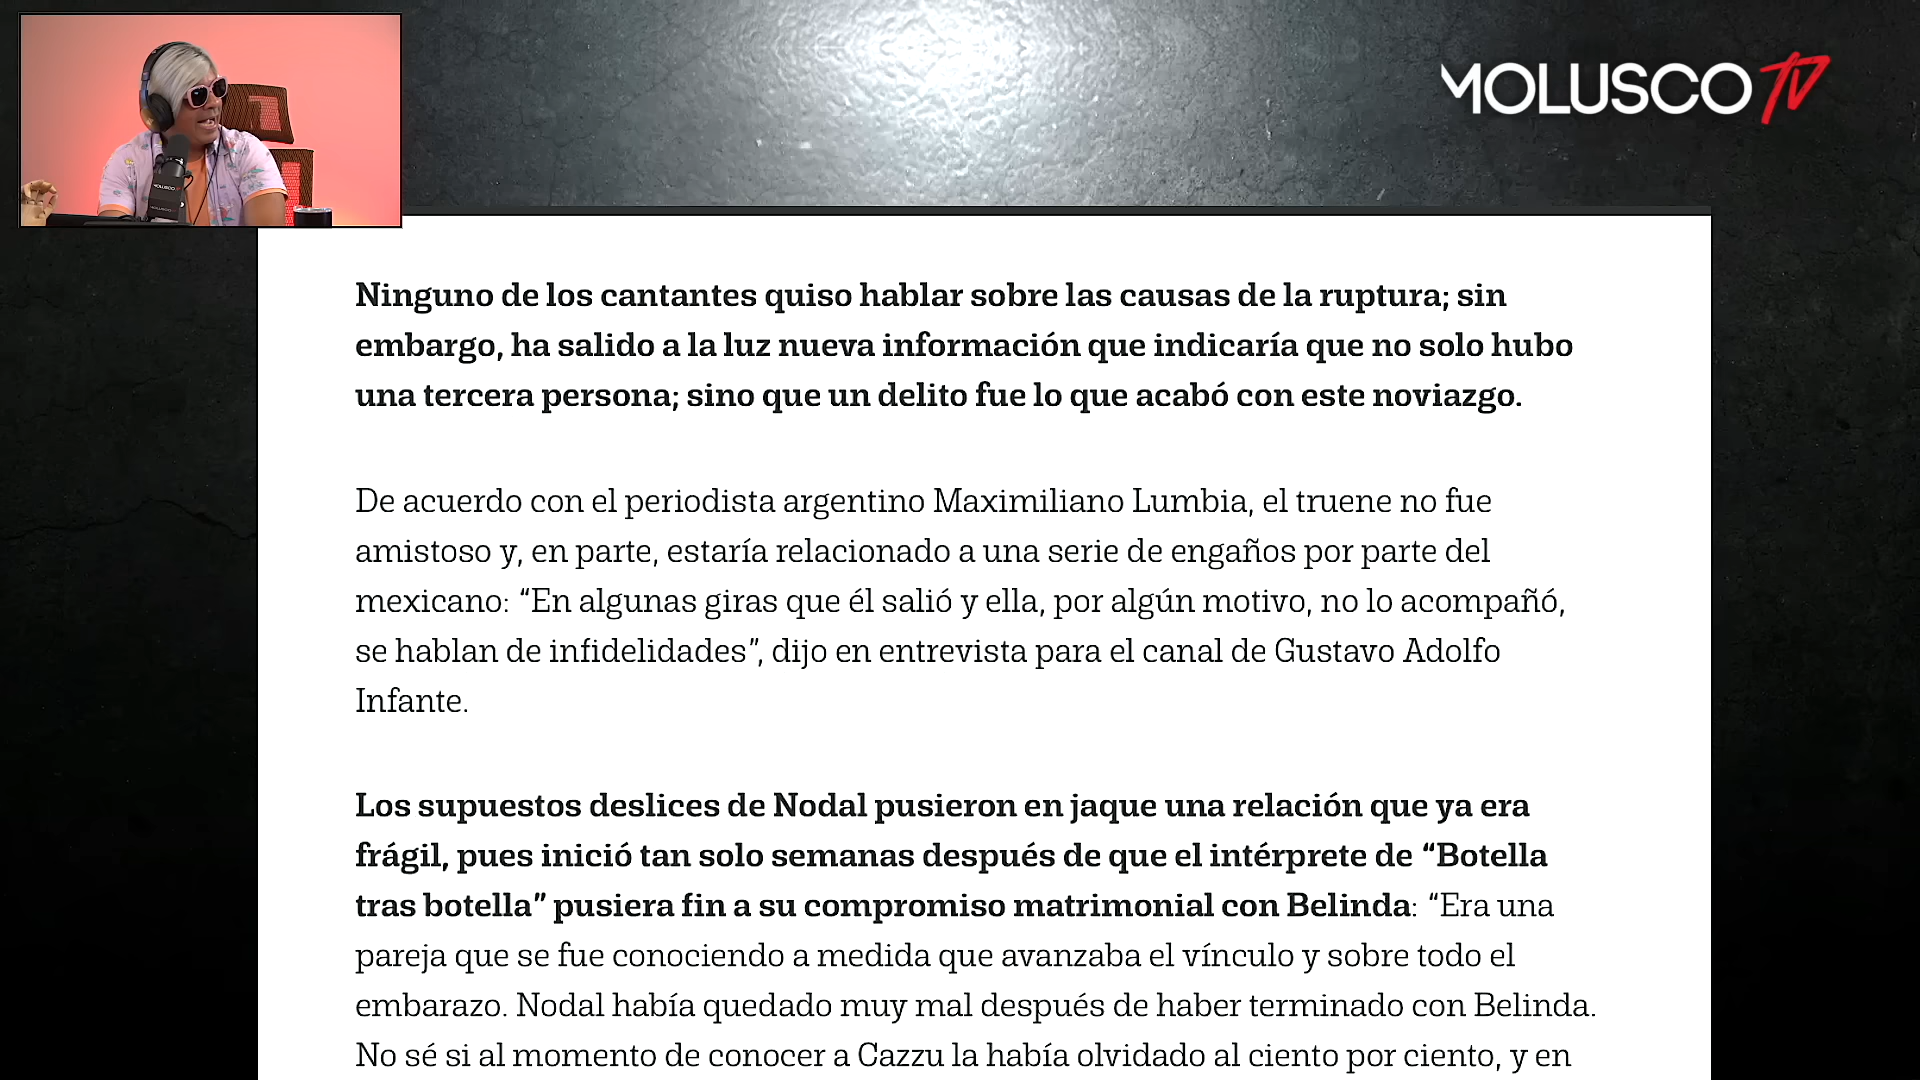 MOLUSCO TV
MOLUSCO
Ninguno de los cantantes quiso hablar sobre las causas de la ruptura; sin
embargo, ha salido a la luz nueva información que indicaría que no solo hubo
una tercera persona; sino que un delito fue lo que acabó con este noviazgo.
De acuerdo con el periodista argentino Maximiliano Lumbia, el truene no fue
amistoso y, en parte, estaría relacionado a una serie de engaños por parte del
mexicano: “En algunas giras que él salió y ella, por algún motivo, no lo acompañó,
se hablan de infidelidades”, dijo en entrevista para el canal de Gustavo Adolfo
Infante.
Los supuestos deslices de Nodal pusieron en jaque una relación que ya era
frágil, pues inició tan solo semanas después de que el intérprete de “Botella
tras botella” pusiera fin a su compromiso matrimonial con Belinda: “Era una
pareja que se fue conociendo a medida que avanzaba el vínculo y sobre todo el
embarazo. Nodal había quedado muy mal después de haber terminado con Belinda.
No sé si al momento de conocer a Cazzu la había olvidado al ciento por ciento, y en